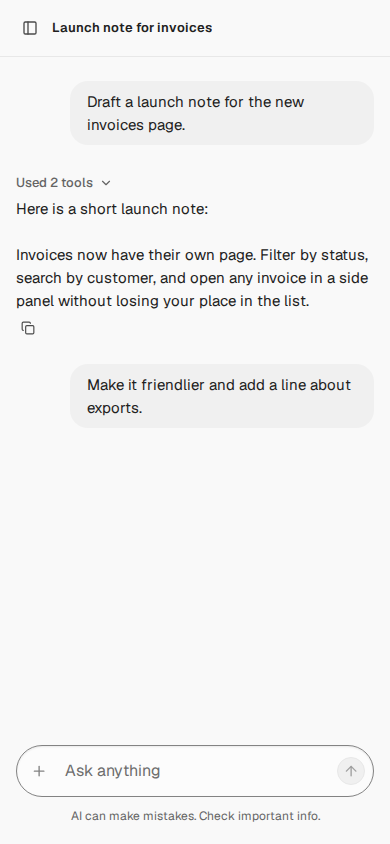 Launch note for invoices
Draft a launch note for the new
invoices page.
Used 2 tools
Here is a short launch note:
Invoices now have their own page. Filter by status,
search by customer, and open any invoice in a side
panel without losing your place in the list.
Make it friendlier and add a line about
exports.
Ask anything
AI can make mistakes. Check important info.